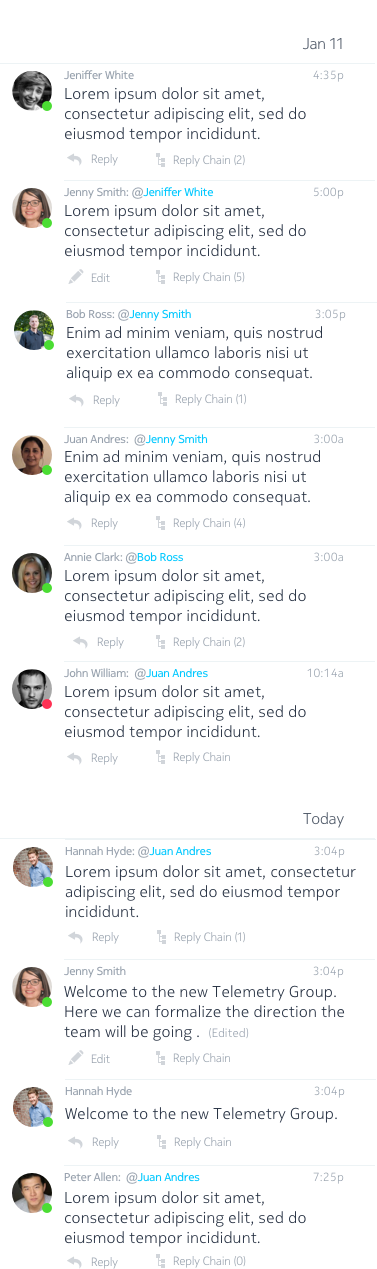 Jan 11
Jeniffer White 4:35p
Lorem ipsum dolor sit amet,
consectetur adipiscing elit, sed do
eiusmod tempor incididunt.
Reply Reply Chain (2)
Jenny Smith: @Jeniffer White 5:00p
Lorem ipsum dolor sit amet,
consectetur adipiscing elit, sed do
eiusmod tempor incididunt.
Edit Reply Chain (5)
Bob Ross: @Jenny Smith 3:05p
Enim ad minim veniam, quis nostrud
exercitation ullamco laboris nisi ut
aliquip ex ea commodo consequat.
Reply Reply Chain (1)
Juan Andres: @Jenny Smith 3:00a
Enim ad minim veniam, quis nostrud
exercitation ullamco laboris nisi ut
aliquip ex ea commodo consequat.
Reply Reply Chain (4)
Annie Clark: @Bob Ross 3:00a
Lorem ipsum dolor sit amet,
consectetur adipiscing elit, sed do
eiusmod tempor incididunt.
Reply Reply Chain (2)
John William: @Juan Andres 10:14a
Lorem ipsum dolor sit amet,
consectetur adipiscing elit, sed do
eiusmod tempor incididunt.
Reply Reply Chain
Today
Hannah Hyde: @Juan Andres 3:04p
Lorem ipsum dolor sit amet, consectetur
adipiscing elit, sed do eiusmod tempor
incididunt.
Reply Reply Chain (1)
Jenny Smith 3:04p
Welcome to the new Telemetry Group.
Here we can formalize the direction the
team will be going . (Edited)
Edit Reply Chain
Hannah Hyde 3:04p
Welcome to the new Telemetry Group.
Reply Reply Chain
Peter Allen: @Juan Andres 7:25p
Lorem ipsum dolor sit amet,
consectetur adipiscing elit, sed do
eiusmod tempor incididunt.
Reply Reply Chain (0)